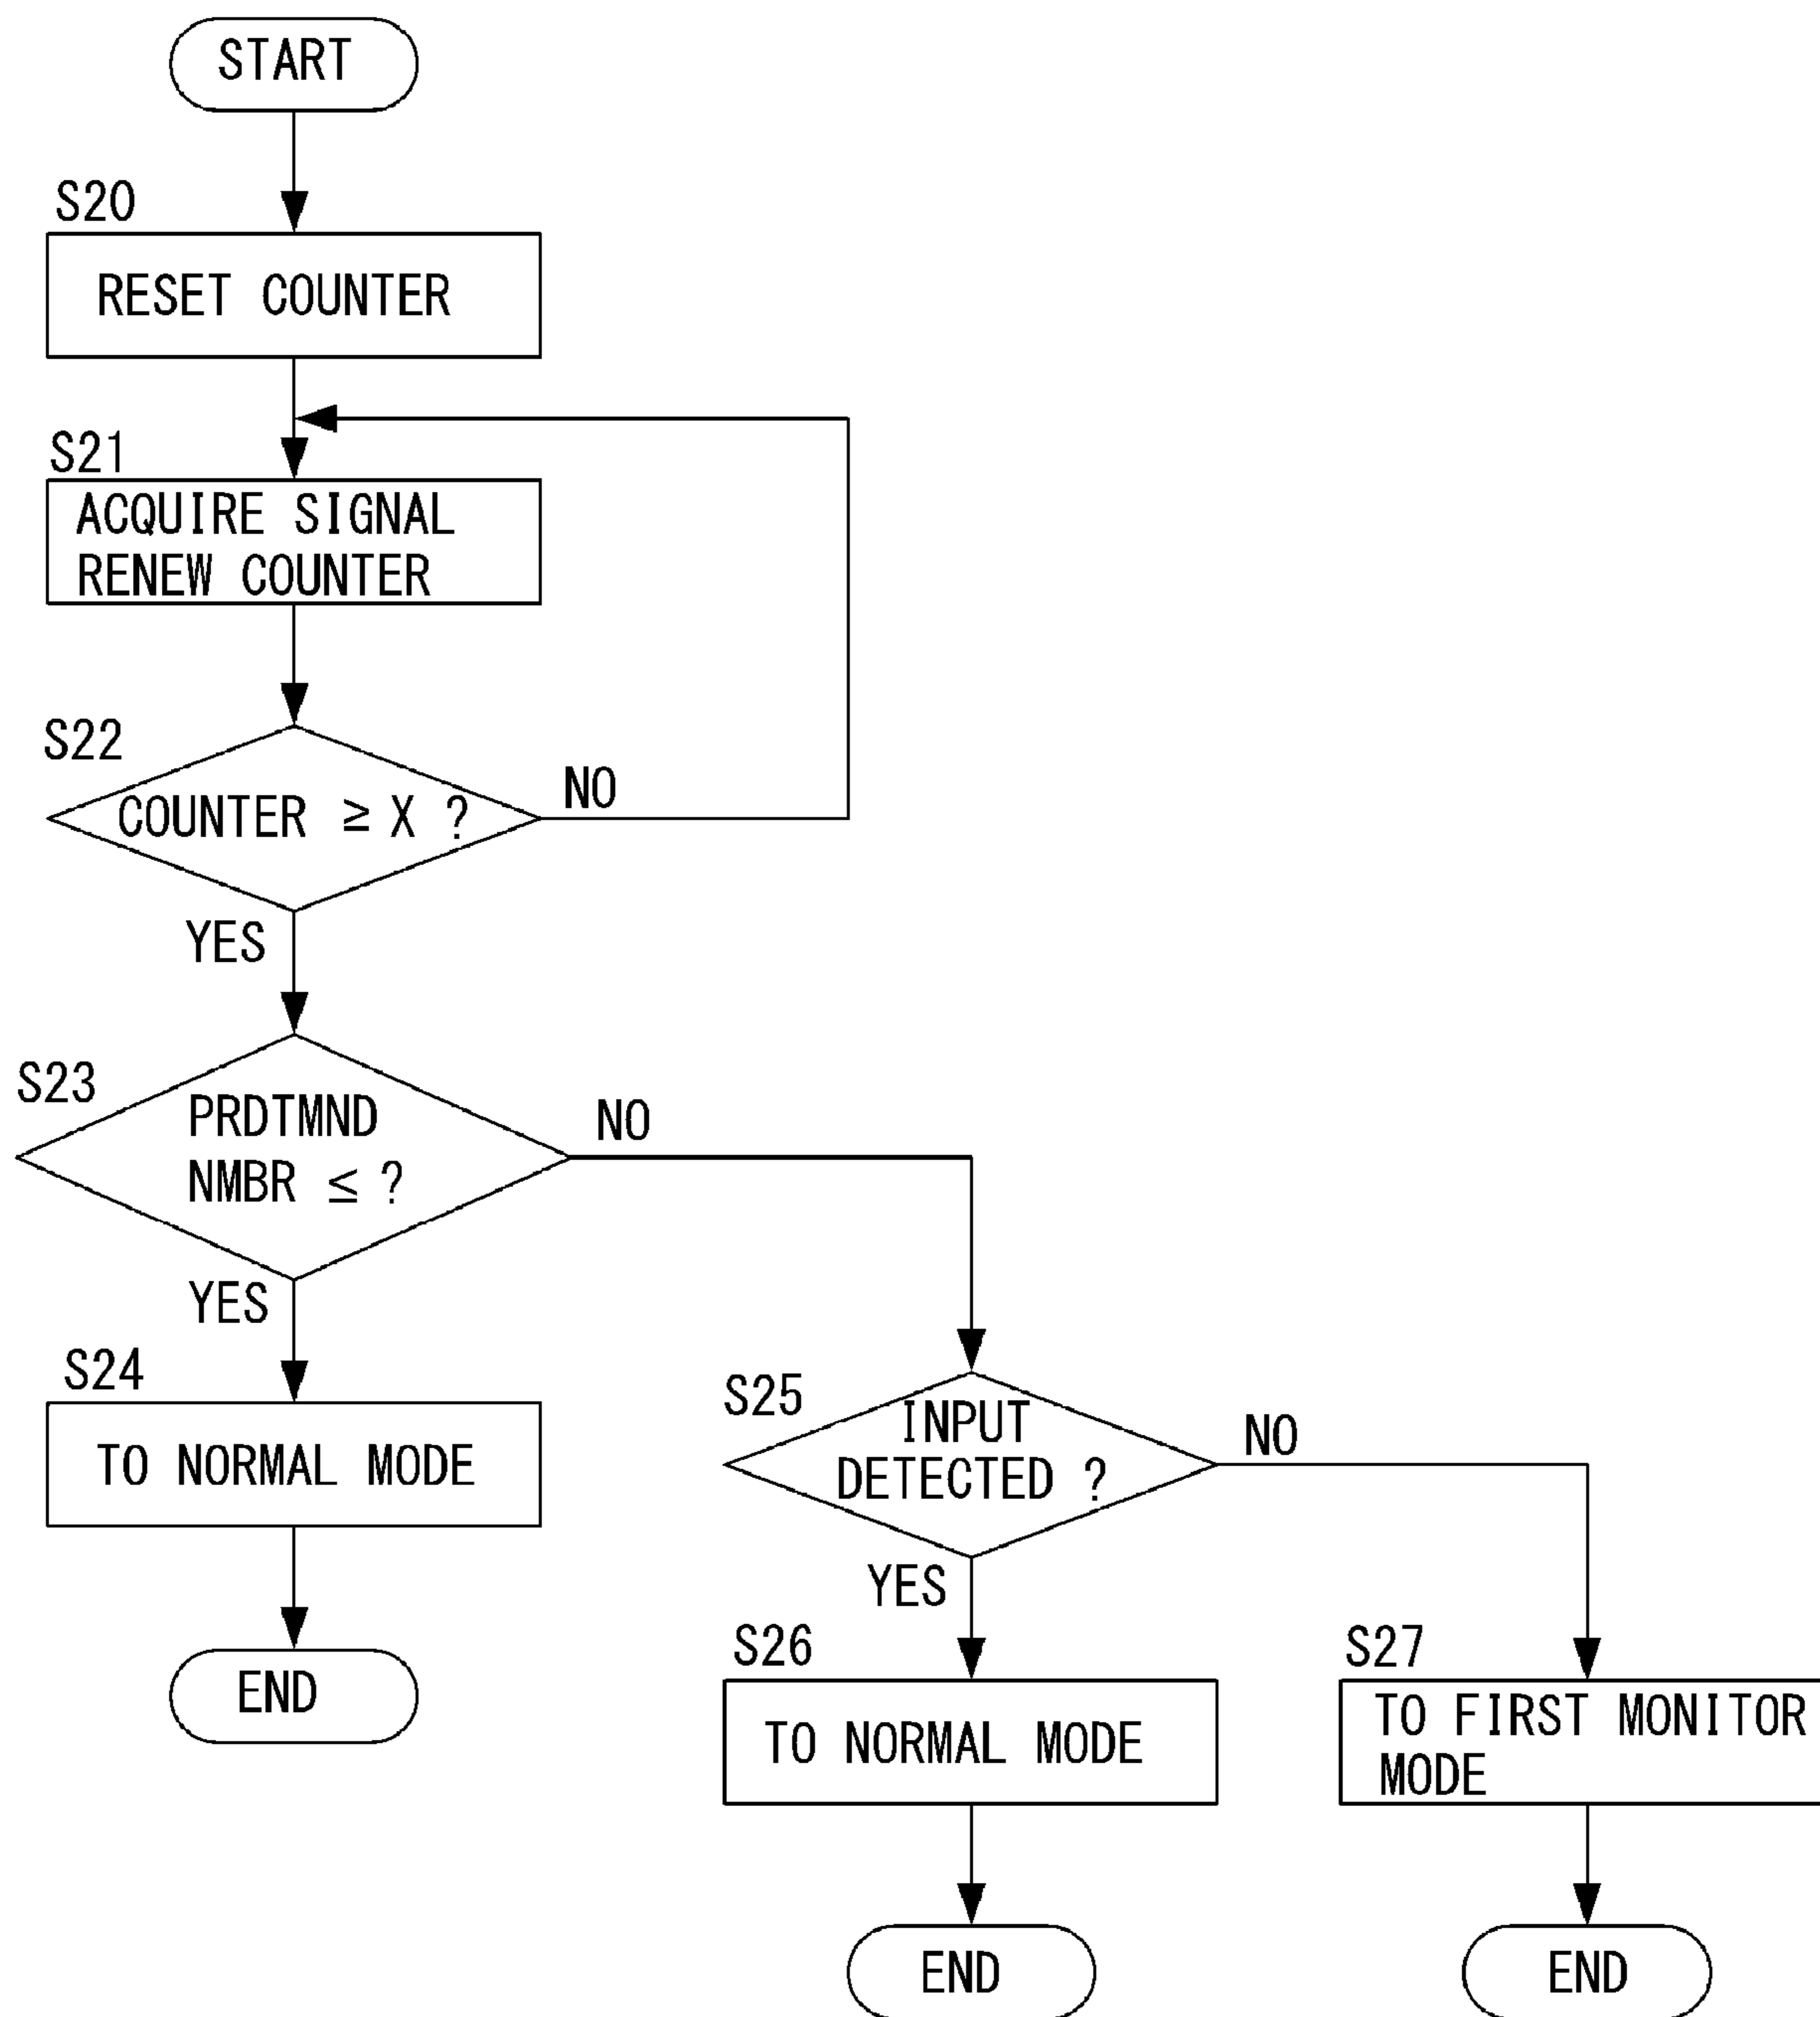 START
S20
RESET COUNTER
S21
ACQUIRE SIGNAL
RENEW COUNTER
S22
COUNTER ≥ X ?
NO
YES
S23
PRDTMND
NMBR ≤ ?
NO
YES
S24
TO NORMAL MODE
END
S25
INPUT
DETECTED ?
NO
YES
S26
TO NORMAL MODE
END
S27
TO FIRST MONITOR
MODE
END